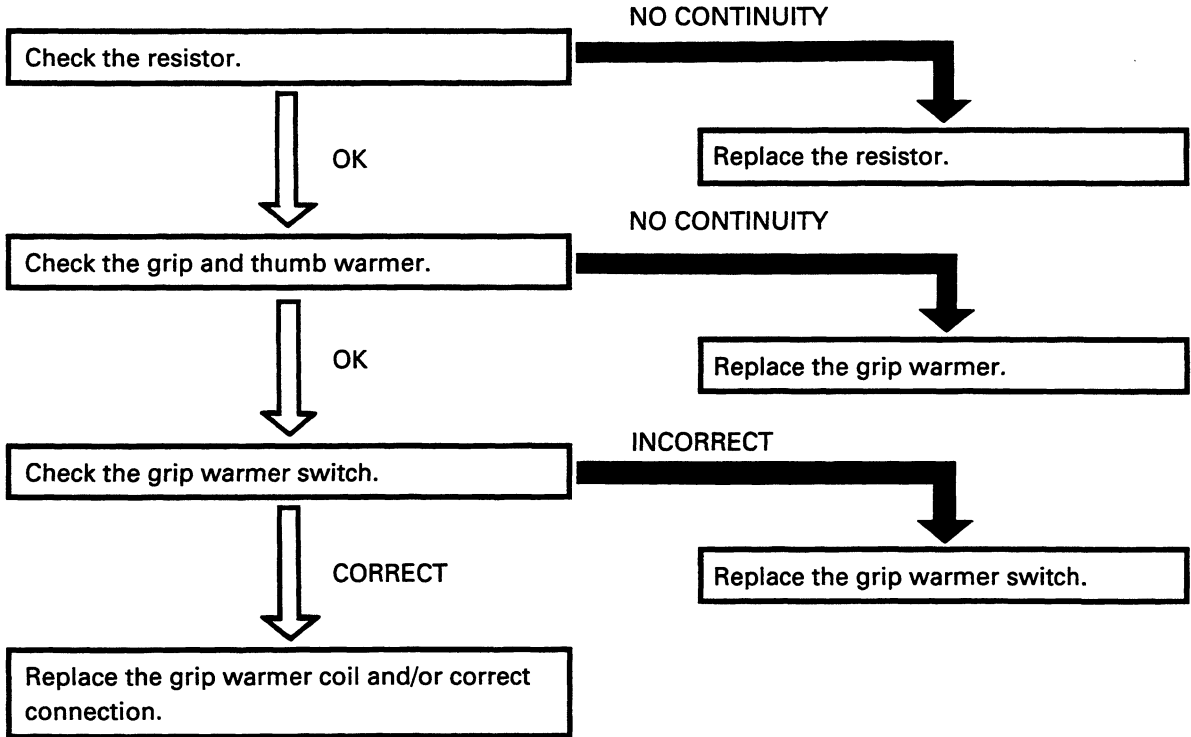 NO CONTINUITY
Check the resistor.
OK
Replace the resistor.
NO CONTINUITY
Check the grip and thumb warmer.
OK
Replace the grip warmer.
INCORRECT
Check the grip warmer switch.
CORRECT
Replace the grip warmer switch.
Replace the grip warmer coil and/or correct
connection.